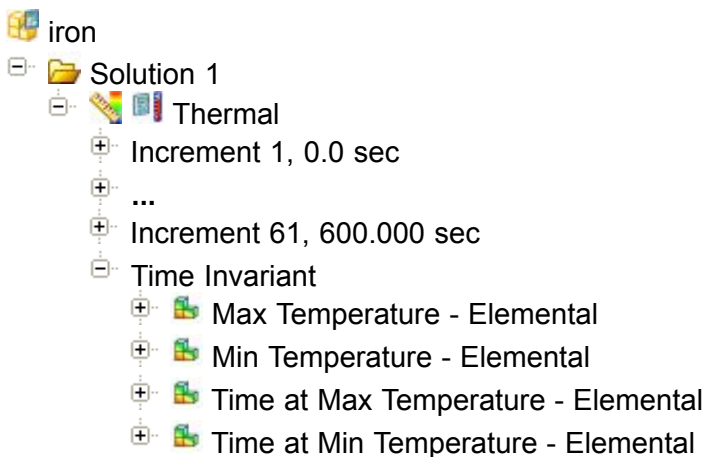 iron
Solution 1
Thermal
Increment 1, 0.0 sec
...
Increment 61, 600.000 sec
Time Invariant
Max Temperature - Elemental
Min Temperature - Elemental
Time at Max Temperature - Elemental
Time at Min Temperature - Elemental